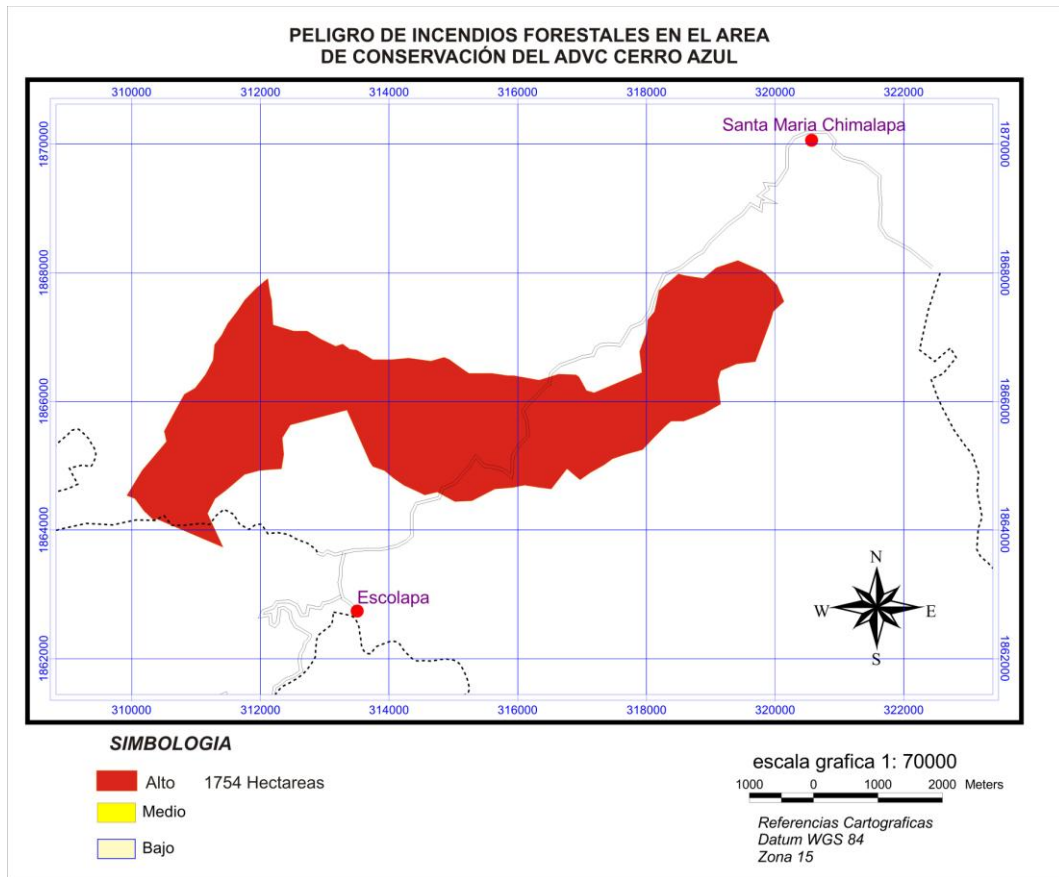 PELIGRO DE INCENDIOS FORESTALES EN EL AREA
DE CONSERVACIÓN DEL ADVC CERRO AZUL
310000 312000 314000 316000 318000 320000 322000
Santa Maria Chimalapa
1870000 1870000
1868000 1868000
1866000 1866000
1864000 1864000
N
W E
S
Escolapa
1862000 1862000
310000 312000 314000 316000 318000 320000 322000
SIMBOLOGIA
Alto 1754 Hectareas
Medio
Bajo
escala grafica 1: 70000
1000 0 1000 2000 Meters
Referencias Cartograficas
Datum WGS 84
Zona 15